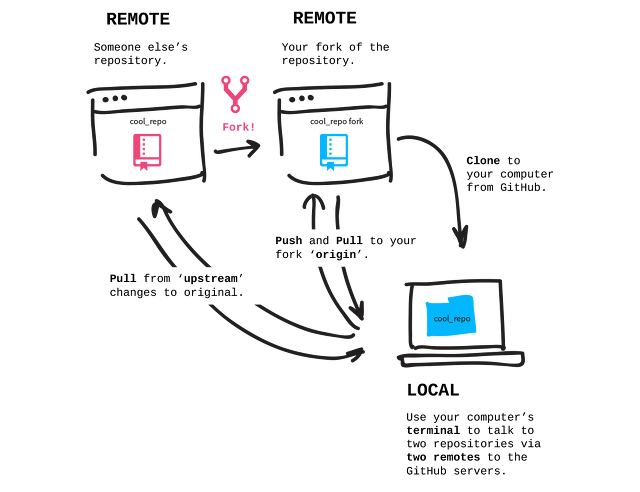 REMOTE
Someone else's
repository.
REMOTE
Your fork of the
repository.
cool_repo
Fork!
cool_repo fork
Clone to
your computer
from GitHub.
Push and Pull to your
fork ‘origin’.
Pull from ‘upstream’
changes to original.
cool_repo
LOCAL
Use your computer’s
terminal to talk to
two repositories via
two remotes to the
GitHub servers.